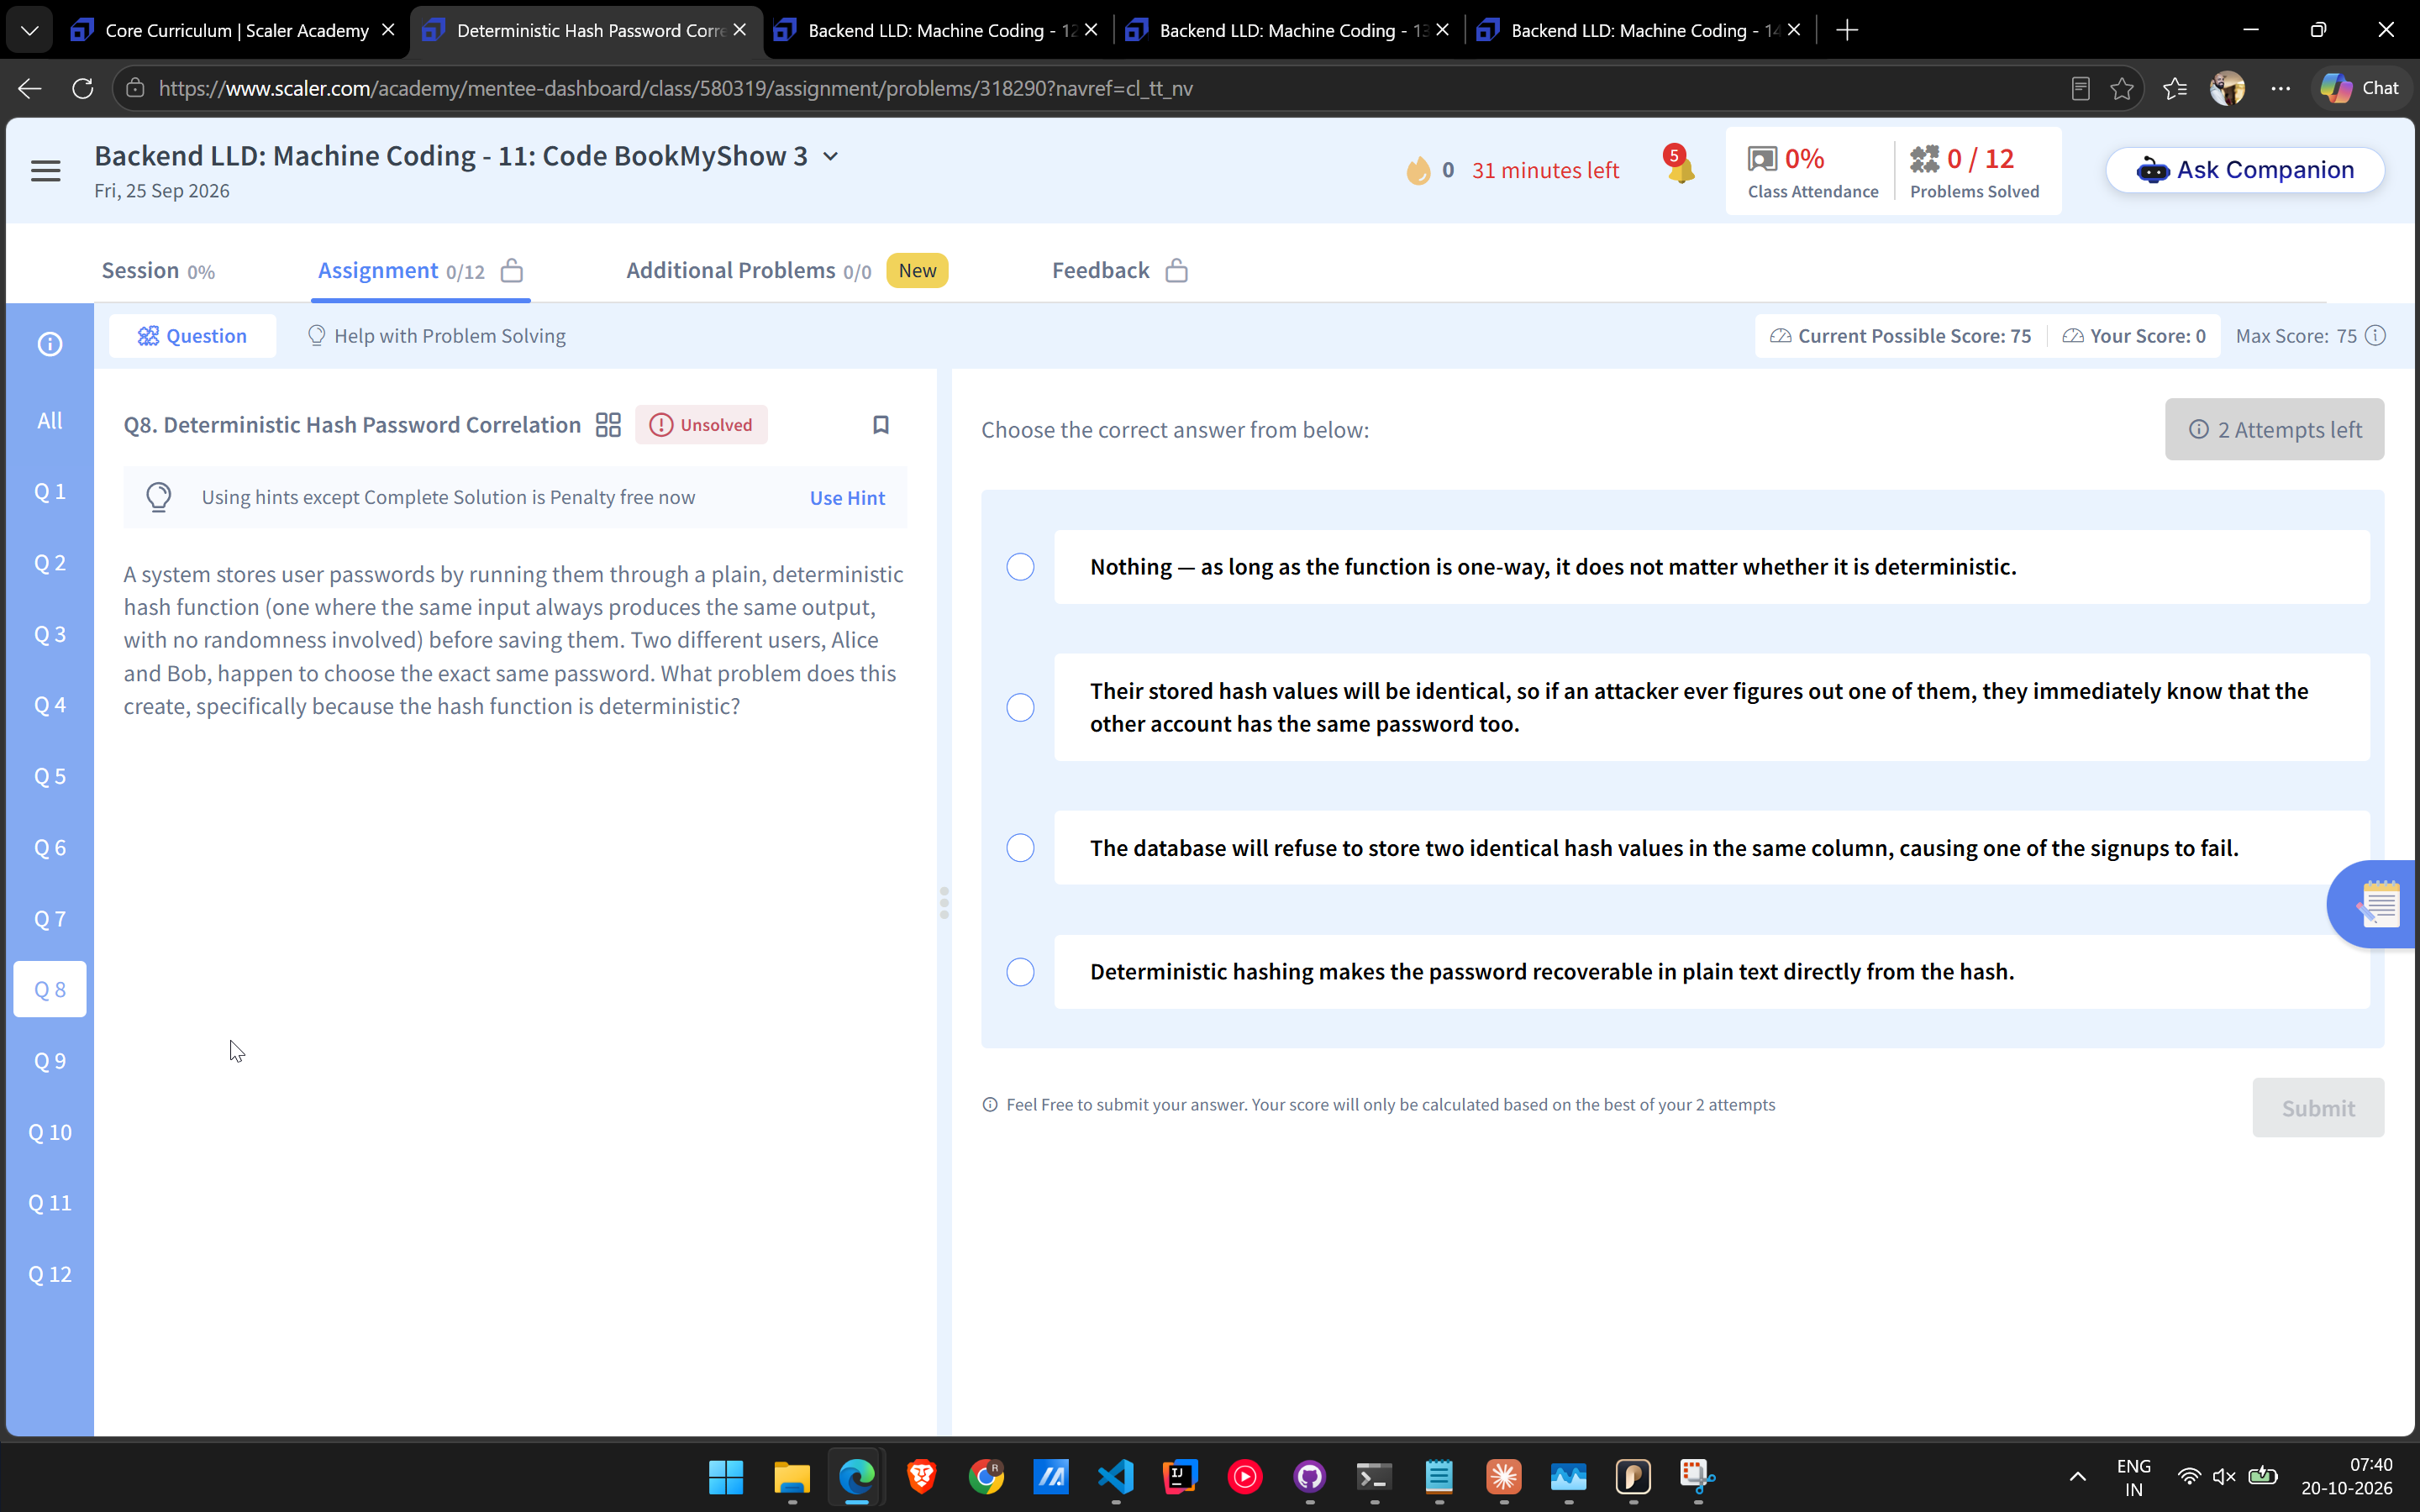 Core Curriculum | Scaler Academy
Deterministic Hash Password Corre
Backend LLD: Machine Coding - 12
Backend LLD: Machine Coding - 13
Backend LLD: Machine Coding - 14
https://www.scaler.com/academy/mentee-dashboard/class/580319/assignment/problems/318290?navref=cl_tt_nv
Chat
Backend LLD: Machine Coding - 11: Code BookMyShow 3
Fri, 25 Sep 2026
0
31 minutes left
5
0%
Class Attendance
0 / 12
Problems Solved
Ask Companion
Session 0%
Assignment 0/12
Additional Problems 0/0
New
Feedback
All
Q 1
Q 2
Q 3
Q 4
Q 5
Q 6
Q 7
Q 8
Q 9
Q 10
Q 11
Q 12
Question
Help with Problem Solving
Current Possible Score: 75
Your Score: 0
Max Score: 75
Q8. Deterministic Hash Password Correlation
Unsolved
Using hints except Complete Solution is Penalty free now
Use Hint
A system stores user passwords by running them through a plain, deterministic
hash function (one where the same input always produces the same output,
with no randomness involved) before saving them. Two different users, Alice
and Bob, happen to choose the exact same password. What problem does this
create, specifically because the hash function is deterministic?
Choose the correct answer from below:
2 Attempts left
Nothing — as long as the function is one-way, it does not matter whether it is deterministic.
Their stored hash values will be identical, so if an attacker ever figures out one of them, they immediately know that the
other account has the same password too.
The database will refuse to store two identical hash values in the same column, causing one of the signups to fail.
Deterministic hashing makes the password recoverable in plain text directly from the hash.
Feel Free to submit your answer. Your score will only be calculated based on the best of your 2 attempts
Submit
R
IJ
ENG
IN
07:40
20-10-2026